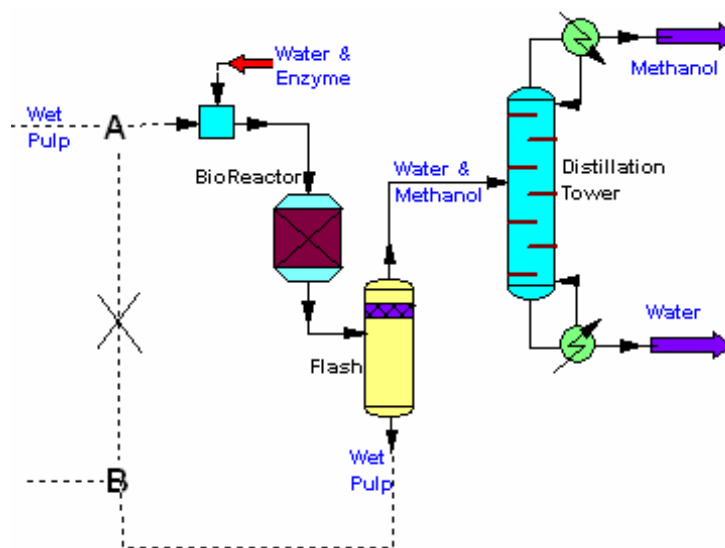 Water &
Enzyme
Methanol
Wet
Pulp
A
BioReactor
Water &
Methanol
Distillation
Tower
Water
Flash
Wet
Pulp
B